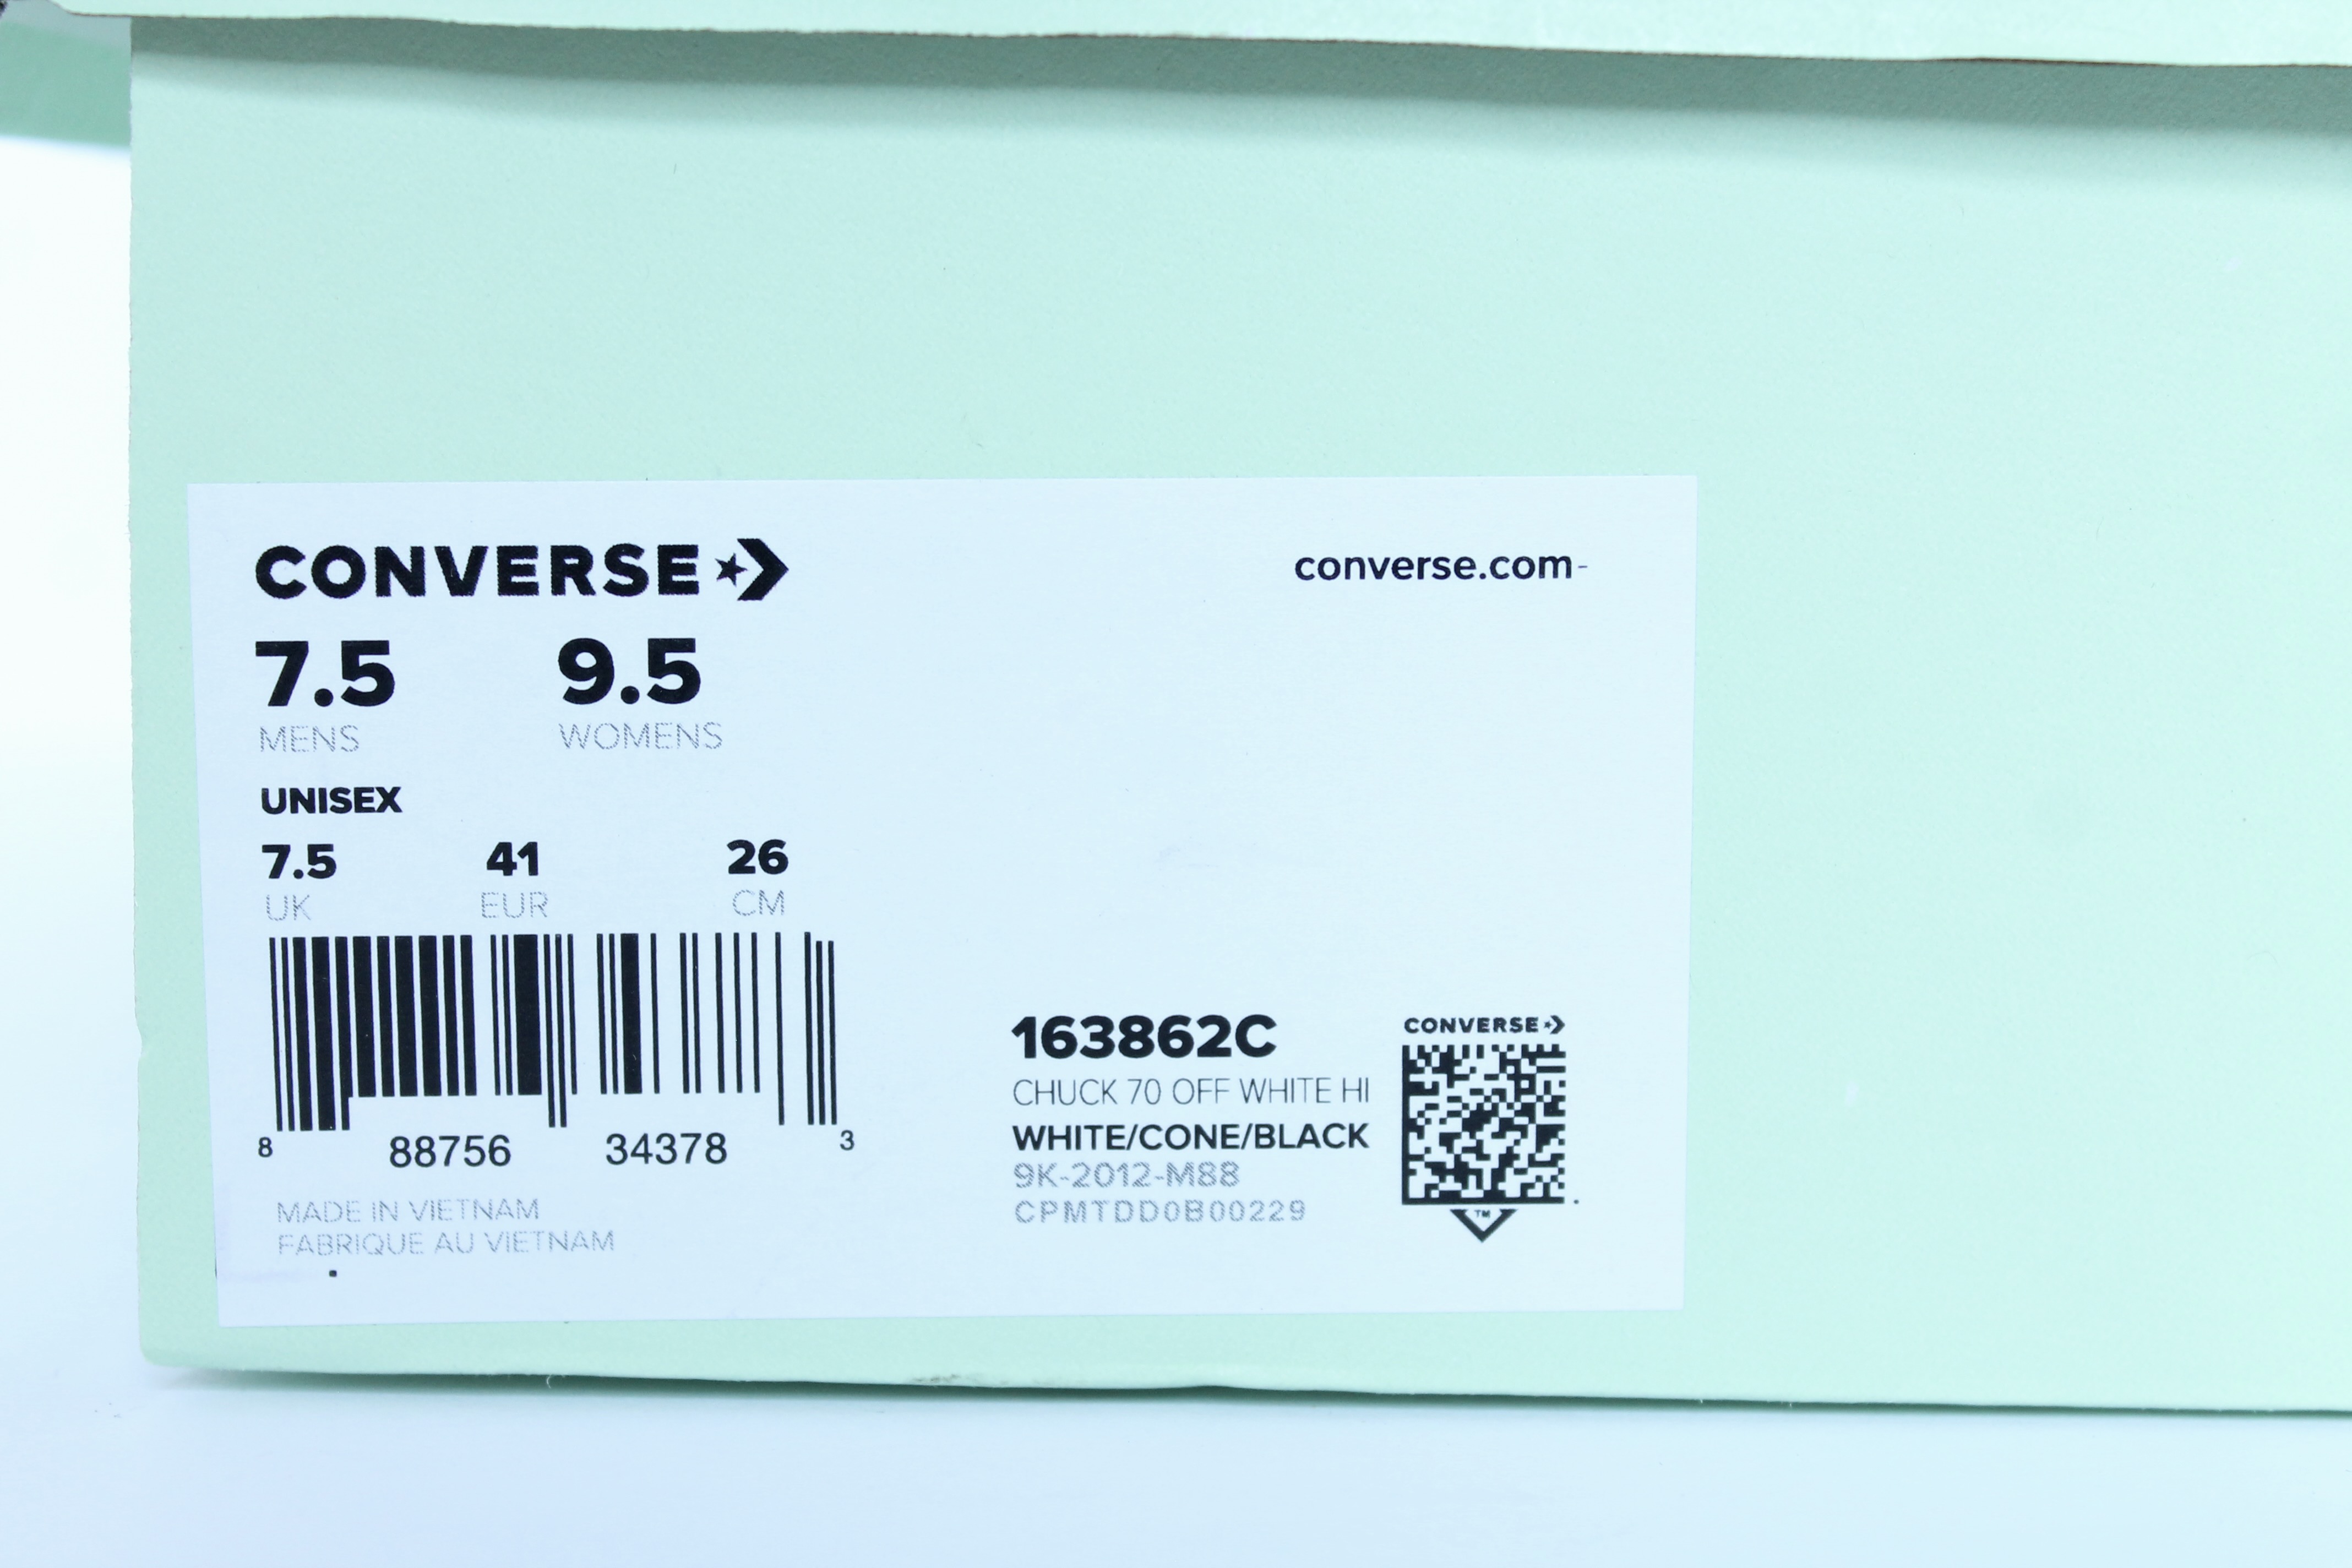 CONVERSE
converse.com-
7.5 9.5
MENS WOMENS
UNISEX
7.5 41 26
UK EUR CM
8 88756 34378 3
MADE IN VIETNAM
FABRIQUE AU VIETNAM
163862C
CHUCK 70 OFF WHITE HI
WHITE/CONE/BLACK
9K-2012-M88
CPMTDD0B00229
CONVERSE
TM